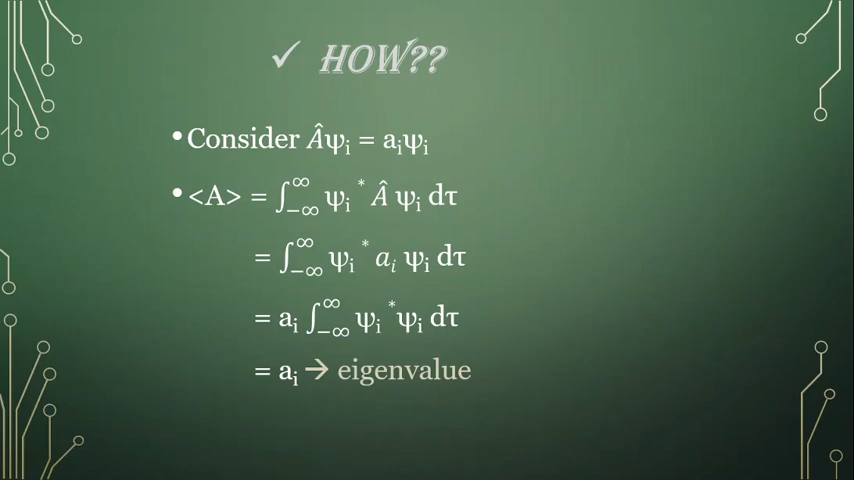 ✓ HOW??
• Consider Âψᵢ = aᵢψᵢ
• <A> = ∫₋∞^∞ ψᵢ * Â ψᵢ dτ
= ∫₋∞^∞ ψᵢ * aᵢ ψᵢ dτ
= aᵢ ∫₋∞^∞ ψᵢ *ψᵢ dτ
= aᵢ → eigenvalue